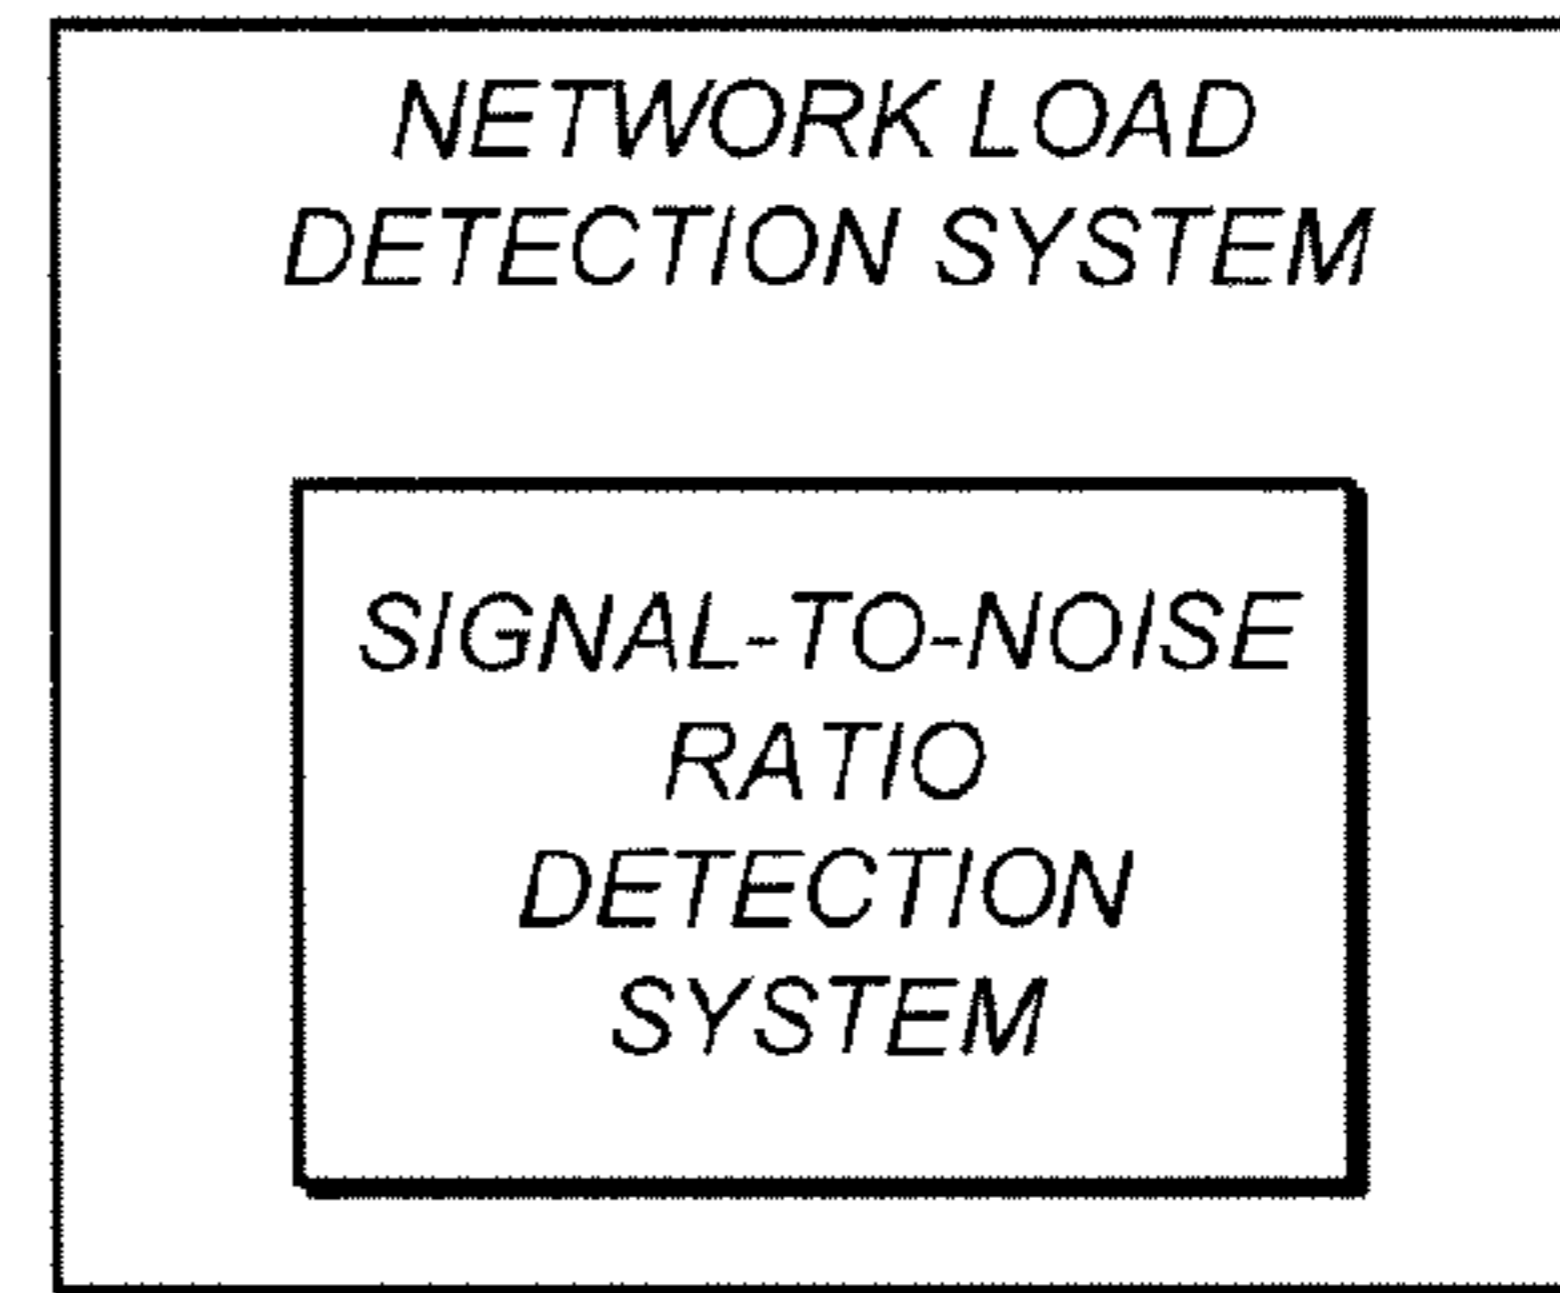 NETWORK LOAD
DETECTION SYSTEM
SIGNAL-TO-NOISE
RATIO
DETECTION
SYSTEM